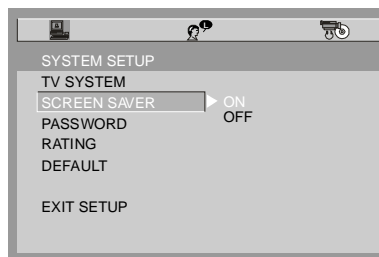 SYSTEM SETUP
TV SYSTEM
SCREEN SAVER ON
PASSWORD OFF
RATING
DEFAULT
EXIT SETUP